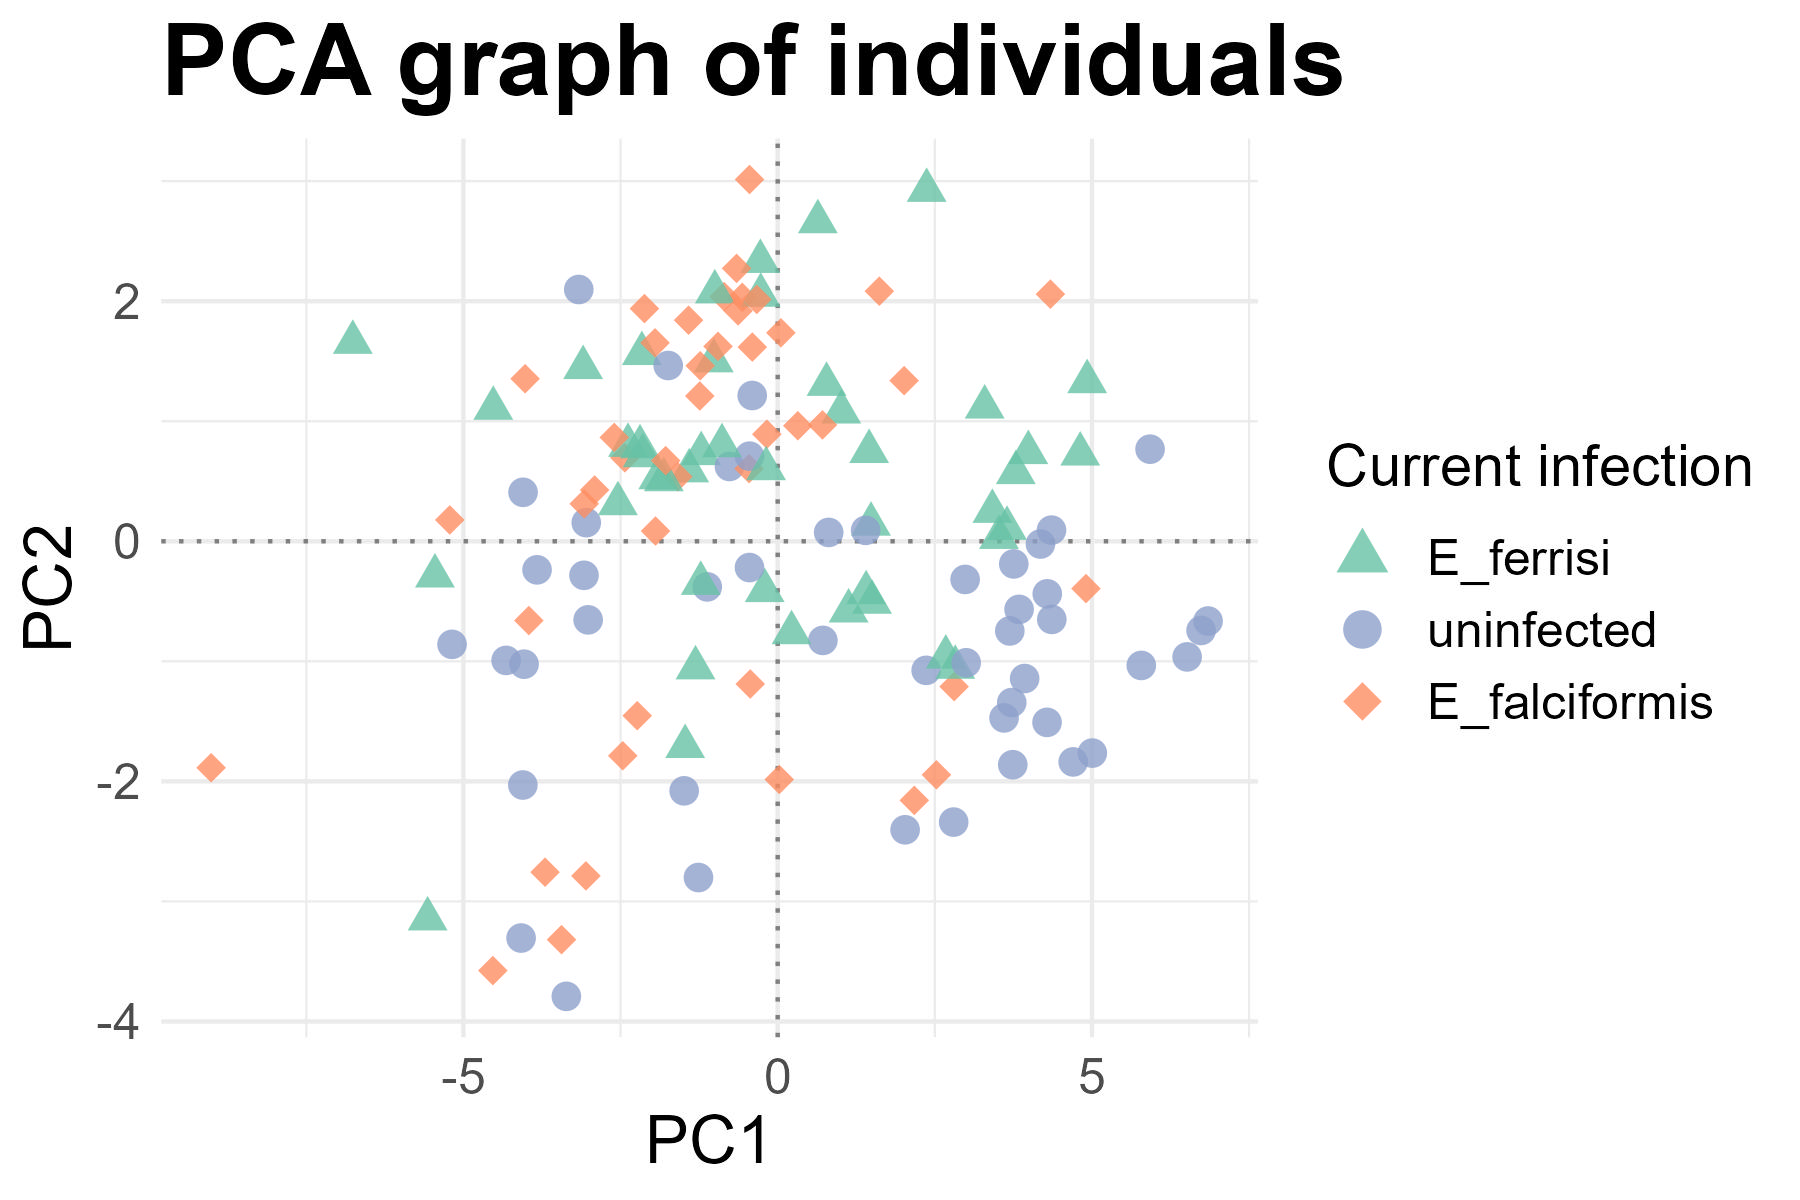 PCA graph of individuals
PC2
2
0
-2
-4
-5
0
5
PC1
Current infection
E_ferrisi
uninfected
E_falciformis